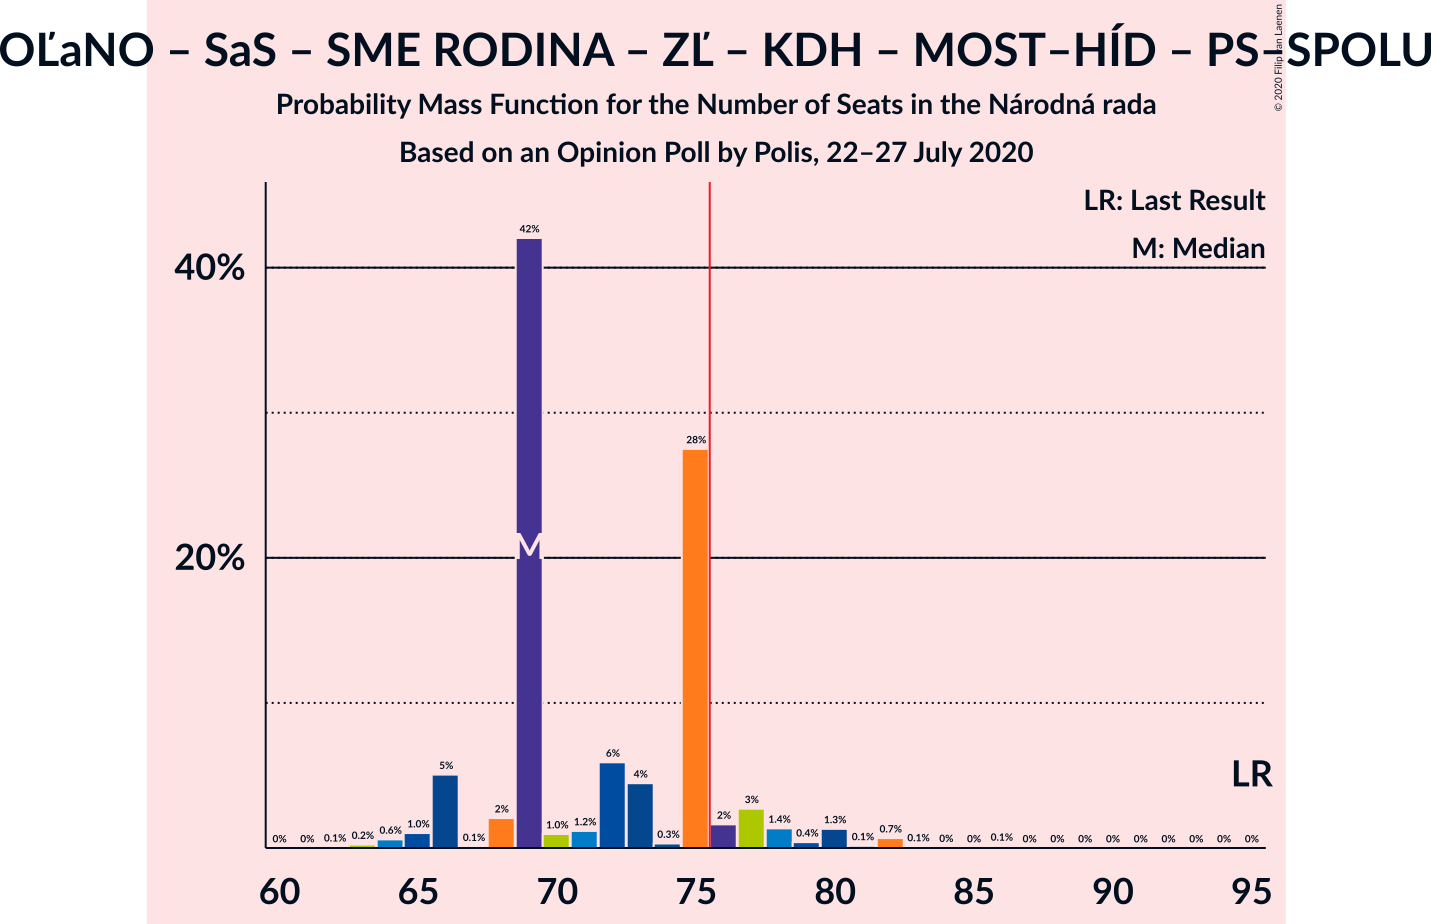 OĽaNO – SaS – SME RODINA – ZĽ – KDH – MOST–HÍD – PS–SPOLU
© 2020 Filip van Laenen
Probability Mass Function for the Number of Seats in the Národná rada
Based on an Opinion Poll by Polis, 22–27 July 2020
LR: Last Result
M: Median
40%
20%
42%
28%
M
LR
0% 0% 0.1% 0.2% 0.6% 1.0% 5% 0.1% 2% 1.0% 1.2% 6% 4% 0.3% 2% 3% 1.4% 0.4% 1.3% 0.1% 0.7% 0.1% 0% 0% 0.1% 0% 0% 0% 0% 0% 0% 0% 0% 0%
60 65 70 75 80 85 90 95